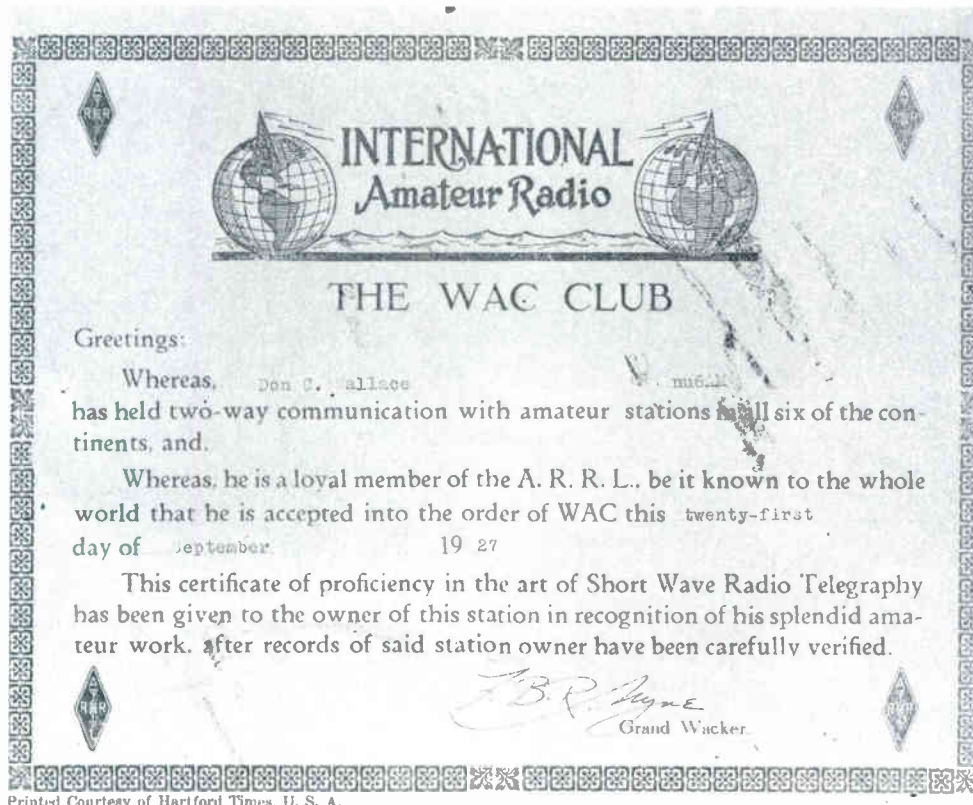 INTERNATIONAL
Amateur Radio
THE WAC CLUB
Greetings:
Whereas, Don C. Wallace
has held two-way communication with amateur stations in all six of the con-
tinents, and.
Whereas, he is a loyal member of the A. R. R. L., be it known to the whole
world that he is accepted into the order of WAC this twenty-first
day of September 19 27
This certificate of proficiency in the art of Short Wave Radio Telegraphy
has been given to the owner of this station in recognition of his splendid ama-
teur work, after records of said station owner have been carefully verified.
Grand Wacker
Printed Courtesy of Hartford Times, U. S. A.